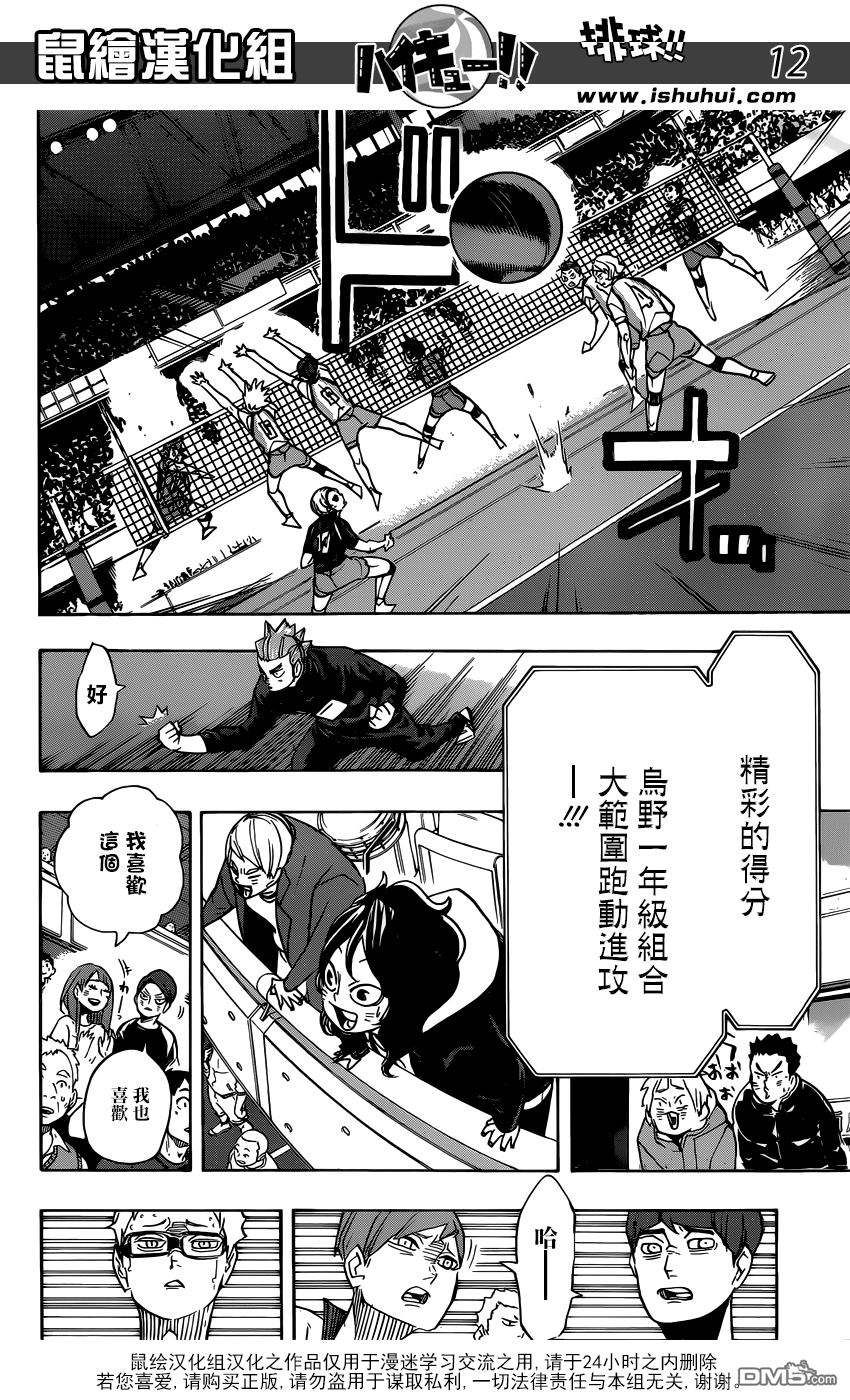 鼠繪漢化組
ハイキュー!!
排球!!
12
www.ishuhui.com
ドォッ
精彩的得分
烏野一年級組合
大範圍跑動進攻
——!!!
好
おおお
我喜歡
這個
我也
喜歡
哈——
鼠绘汉化组汉化之作品仅用于漫迷学习交流之用,请于24小时之内删除
若您喜爱,请购买正版,请勿盗用于谋取私利,一切法律责任与本组无关,谢谢。
DM5.com